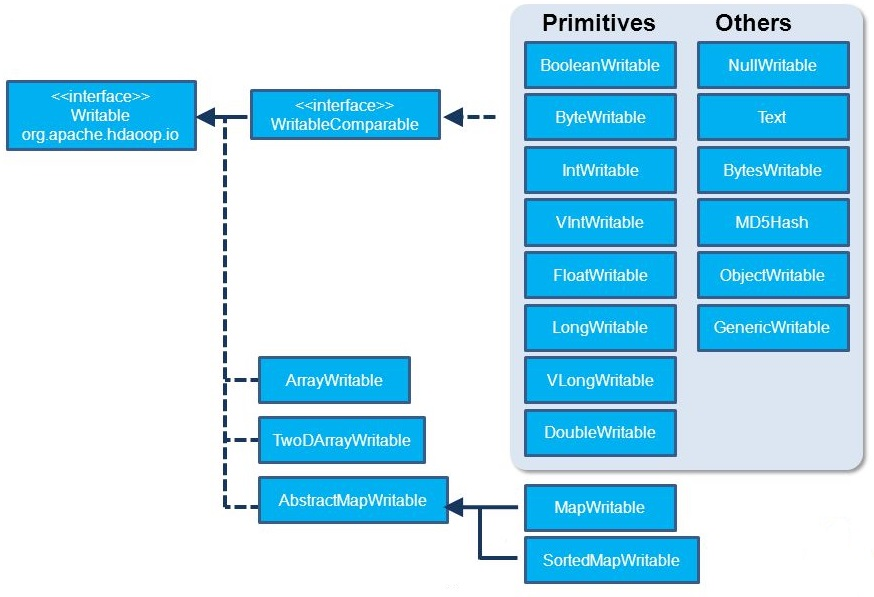 <<interface>>
Writable
org.apache.hdaoop.io
<<interface>>
WritableComparable
Primitives
BooleanWritable
ByteWritable
IntWritable
VIntWritable
FloatWritable
LongWritable
VLongWritable
DoubleWritable
Others
NullWritable
Text
BytesWritable
MD5Hash
ObjectWritable
GenericWritable
ArrayWritable
TwoDArrayWritable
AbstractMapWritable
MapWritable
SortedMapWritable